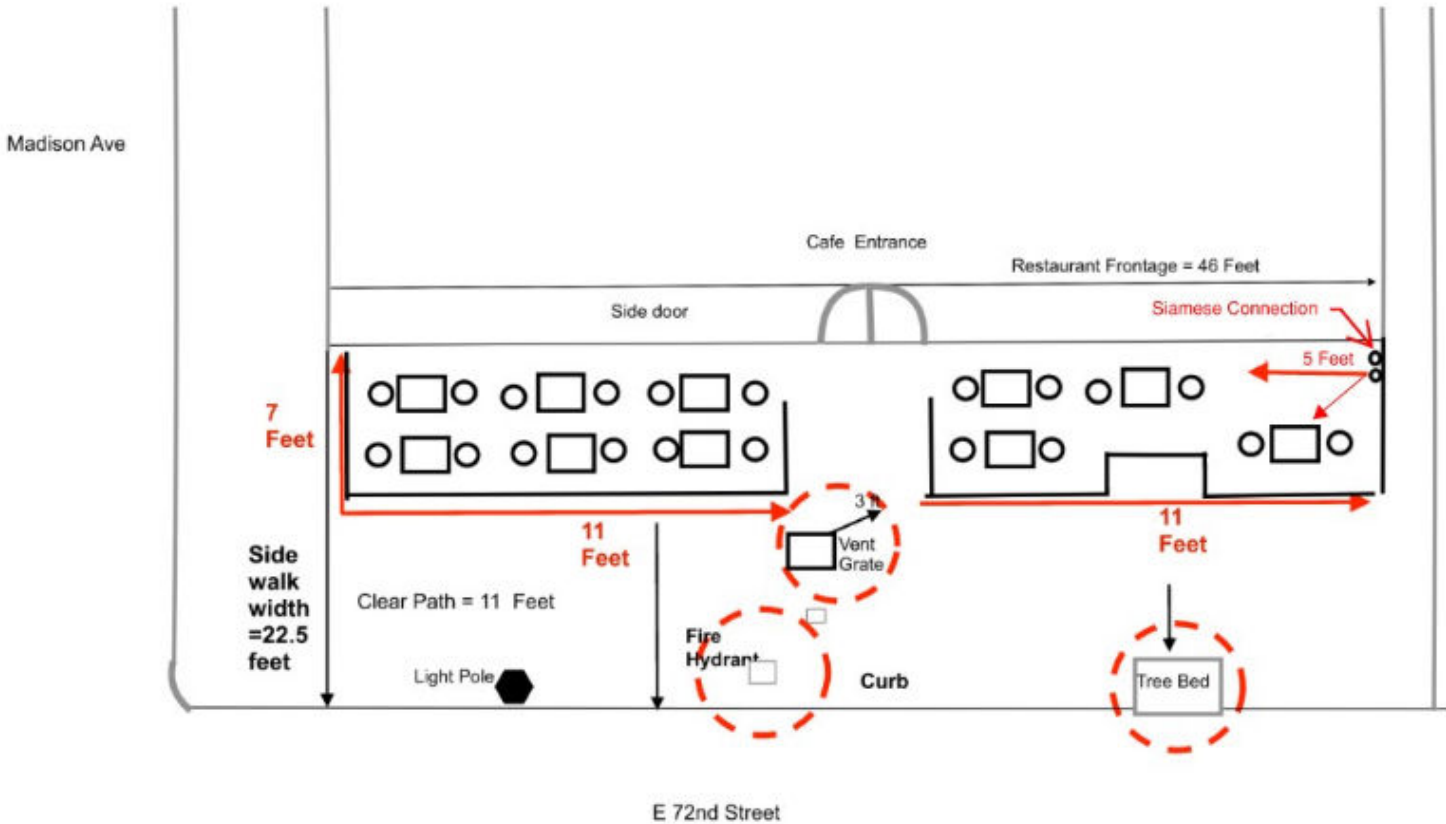 Madison Ave
Cafe Entrance
Restaurant Frontage = 46 Feet
Side door
Siamese Connection
5 Feet
7
Feet
3 ft
11
Feet
11
Feet
Vent
Grate
Side
walk
width
=22.5
feet
Clear Path = 11 Feet
Fire
Hydrant
Light Pole
Curb
Tree Bed
E 72nd Street